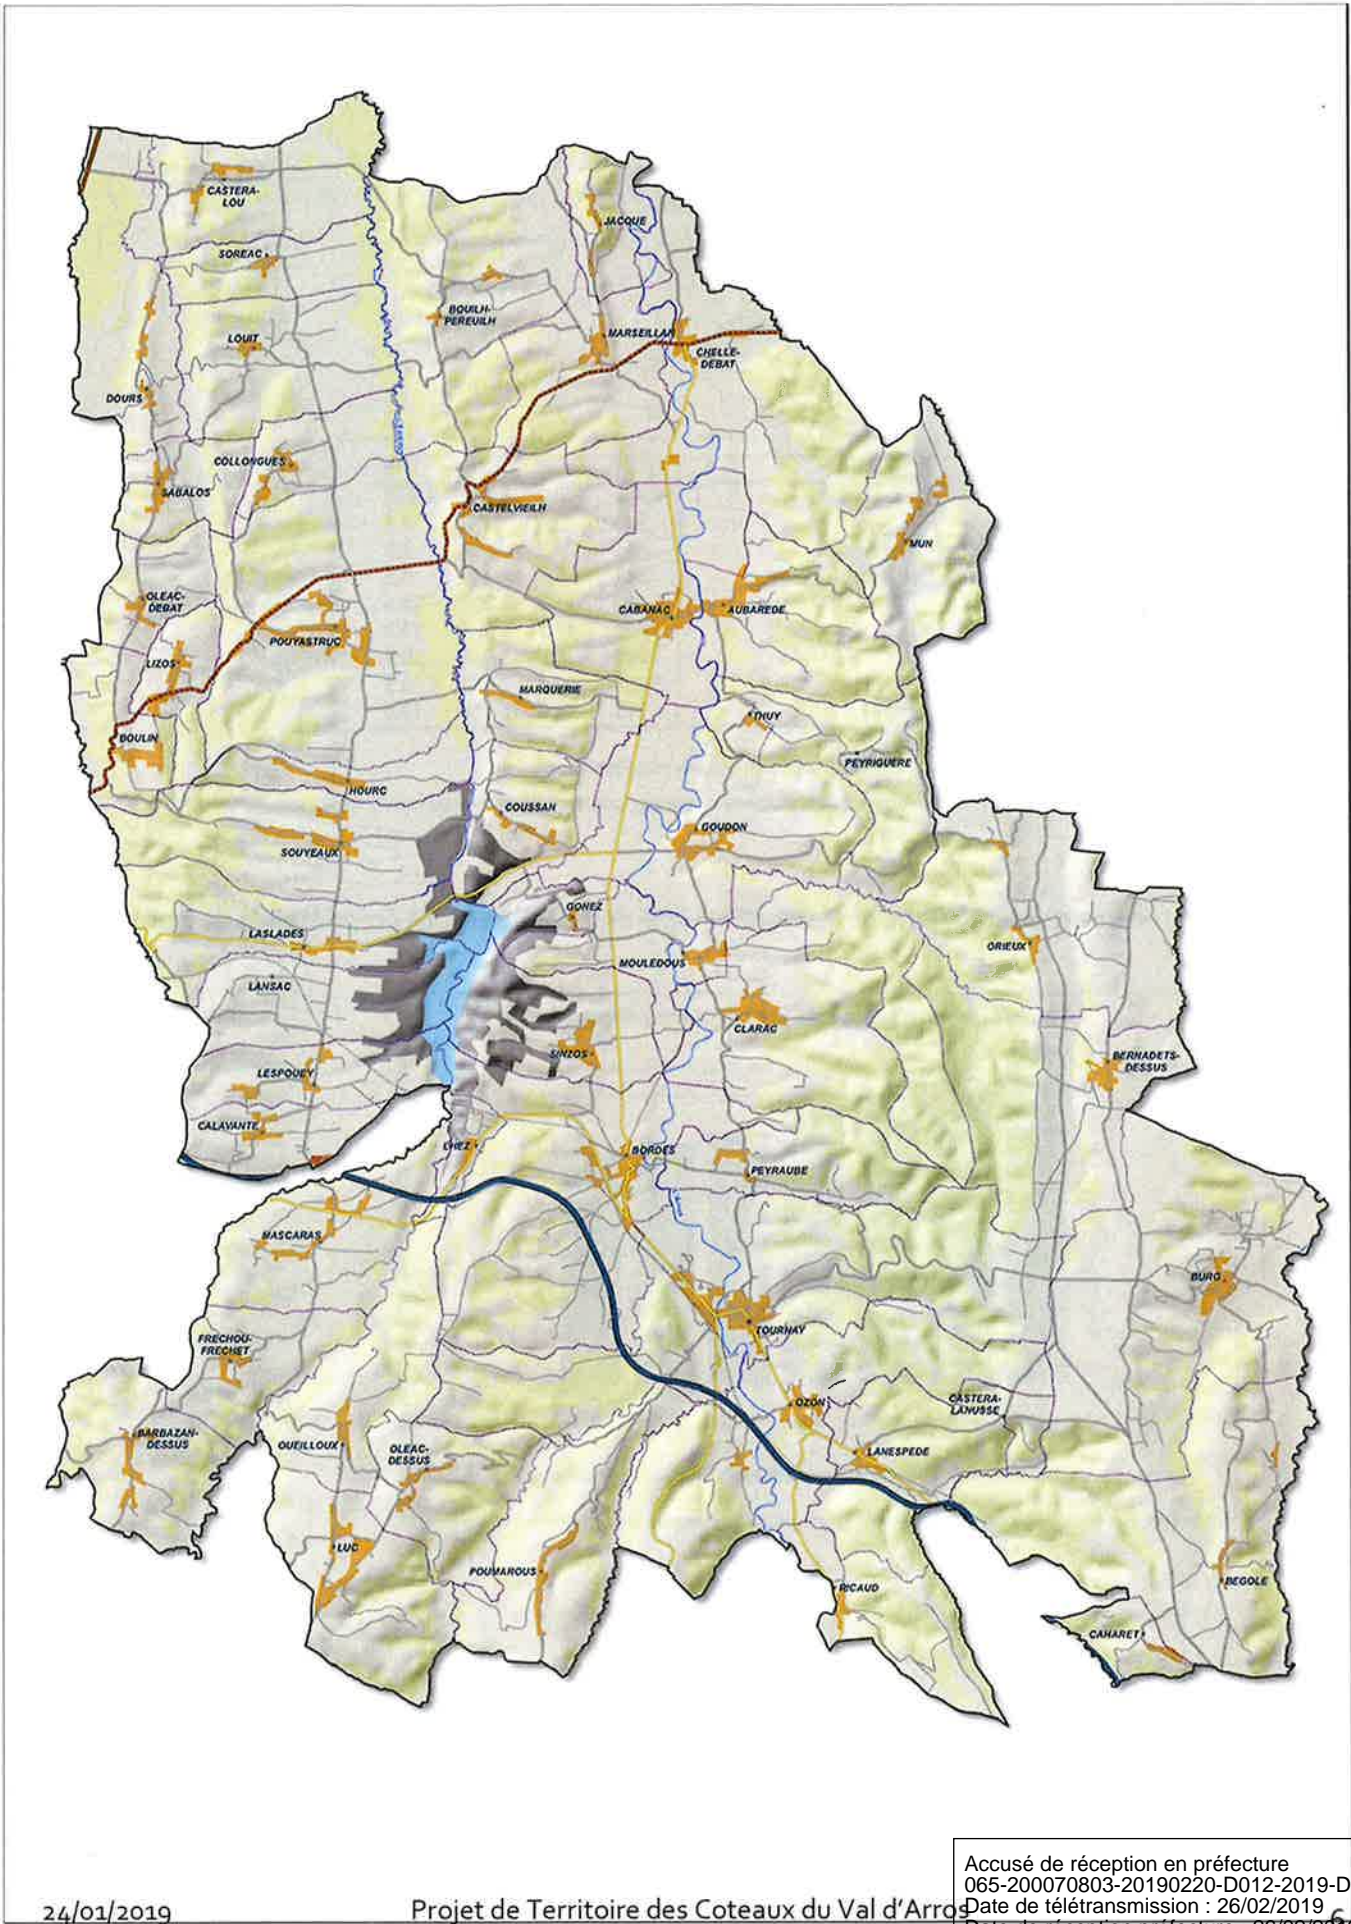 CASTERA-
LOU
JACQUE
SOREAC
BOUILH-
PEREUILH
LOUIT
MARSEILLAN
CHELLE-
DEBAT
DOURS
COLLONGUES
SABALOS
CASTELVIEILH
MUN
OLEAC-
DEBAT
CABANAC
AUBAREDE
POUYASTRUC
LIZOS
MARQUERIE
THUY
BOULIN
PEYRIGUERE
HOURC
COUSSAN
GOUDON
SOUYEAUX
GONEZ
LASLADES
ORIEUX
MOULEDOUS
LANSAC
CLARAC
SINZOS
BERNADETS-
DESSUS
LESPOUEY
CALAVANTE
LHEZ
BORDES
PEYRAUBE
MASCARAS
BURG
TOURNAY
FRECHOU-
FRECHET
CASTERA-
LANUSSE
OZON
BARBAZAN-
DESSUS
OUEILLOUX
OLEAC-
DESSUS
LANESPEDE
LUC
POUMAROUS
RICAUD
BEGOLE
CAHARET
Accusé de réception en préfecture
065-200070803-20190220-D012-2019-D
Date de télétransmission : 26/02/2019
24/01/2019
Projet de Territoire des Coteaux du Val d'Arros
6